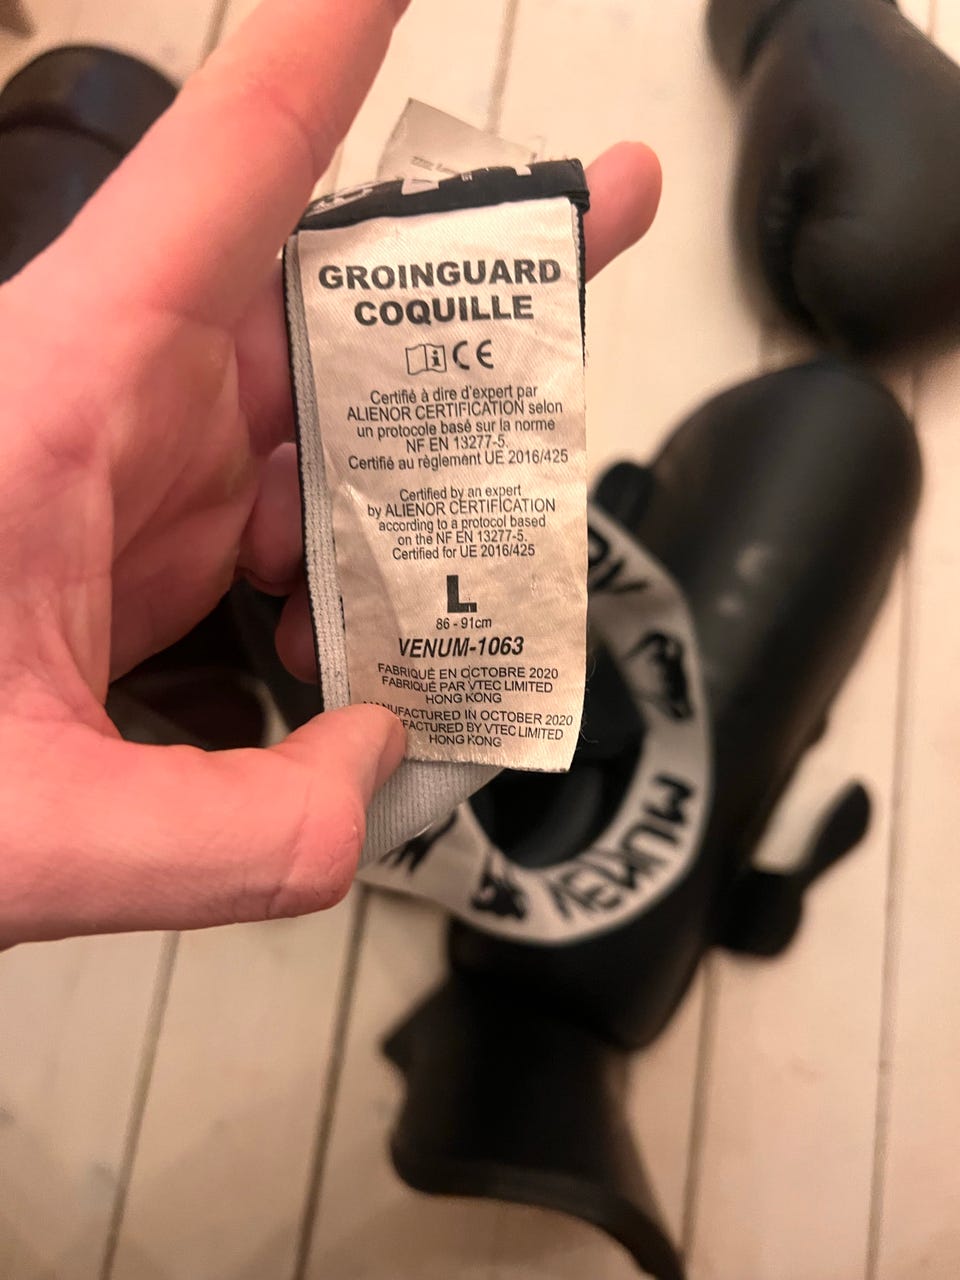 GROINGUARD
COQUILLE
CE
Certifié à dire d'expert par
ALIENOR CERTIFICATION selon
un protocole basé sur la norme
NF EN 13277-5.
Certifié au règlement UE 2016/425
Certified by an expert
by ALIENOR CERTIFICATION
according to a protocol based
on the NF EN 13277-5.
Certified for UE 2016/425
L
86 - 91cm
VENUM-1063
FABRIQUÉ EN OCTOBRE 2020
FABRIQUÉ PAR VTEC LIMITED
HONG KONG
MANUFACTURED IN OCTOBER 2020
FACTURED BY VTEC LIMITED
HONG KONG
VENUM